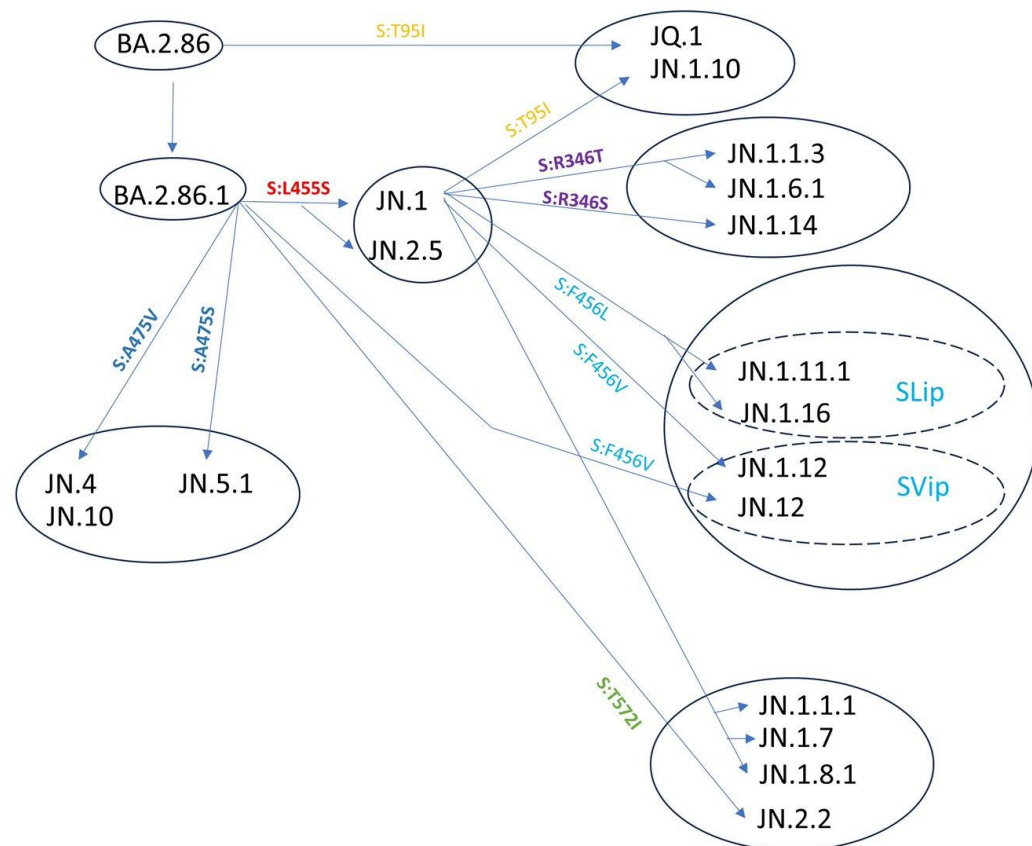 BA.2.86
S:T95I
JQ.1
JN.1.10
S:T95I
BA.2.86.1
S:L455S
JN.1
JN.2.5
S:R346T
S:R346S
JN.1.1.3
JN.1.6.1
JN.1.14
S:A475V
S:A475S
S:F456L
S:F456V
S:F456V
JN.1.11.1
JN.1.16
SLip
JN.1.12
JN.12
SVip
JN.4
JN.10
JN.5.1
S:T572I
JN.1.1.1
JN.1.7
JN.1.8.1
JN.2.2